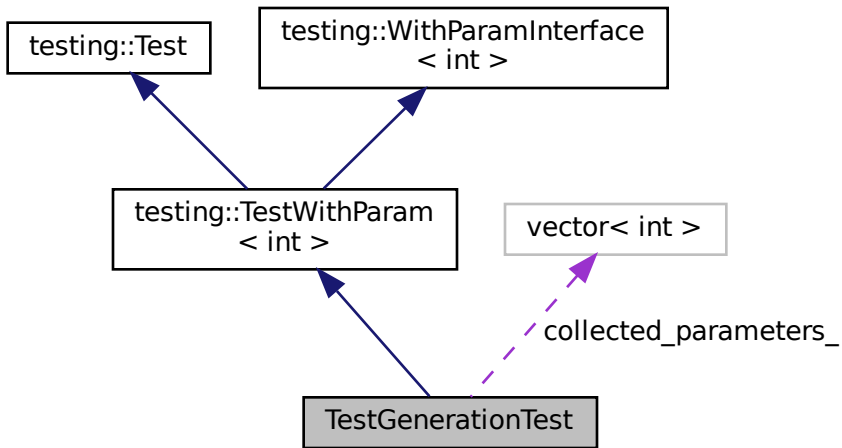 testing::Test
testing::WithParamInterface
< int >
testing::TestWithParam
< int >
vector< int >
collected_parameters_
TestGenerationTest